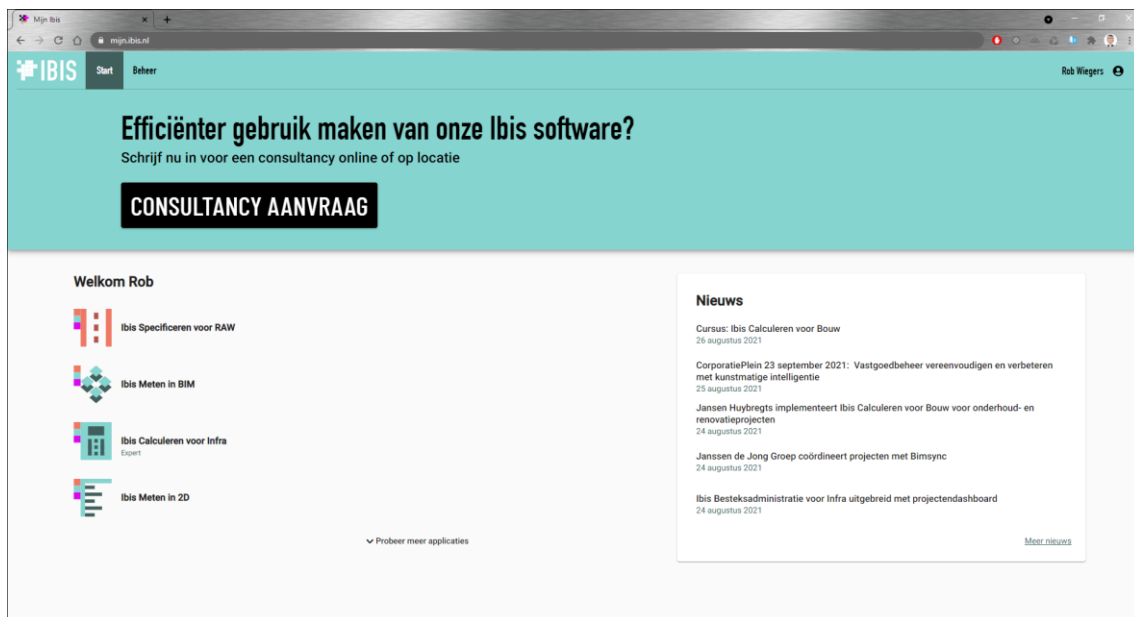 Mijn Ibis
mijn.ibis.nl
IBIS
Start
Beheer
Rob Wiegers
Efficiënter gebruik maken van onze Ibis software?
Schrijf nu in voor een consultancy online of op locatie
CONSULTANCY AANVRAAG
Welkom Rob
Ibis Specificeren voor RAW
Ibis Meten in BIM
Ibis Calculeren voor Infra
Expert
Ibis Meten in 2D
Probeer meer applicaties
Nieuws
Cursus: Ibis Calculeren voor Bouw
26 augustus 2021
CorporatiePlein 23 september 2021: Vastgoedbeheer vereenvoudigen en verbeteren
met kunstmatige intelligentie
25 augustus 2021
Jansen Huybregts implementeert Ibis Calculeren voor Bouw voor onderhoud- en
renovatieprojecten
24 augustus 2021
Janssen de Jong Groep coördineert projecten met Bimsync
24 augustus 2021
Ibis Besteksadministratie voor Infra uitgebreid met projectendashboard
24 augustus 2021
Meer nieuws